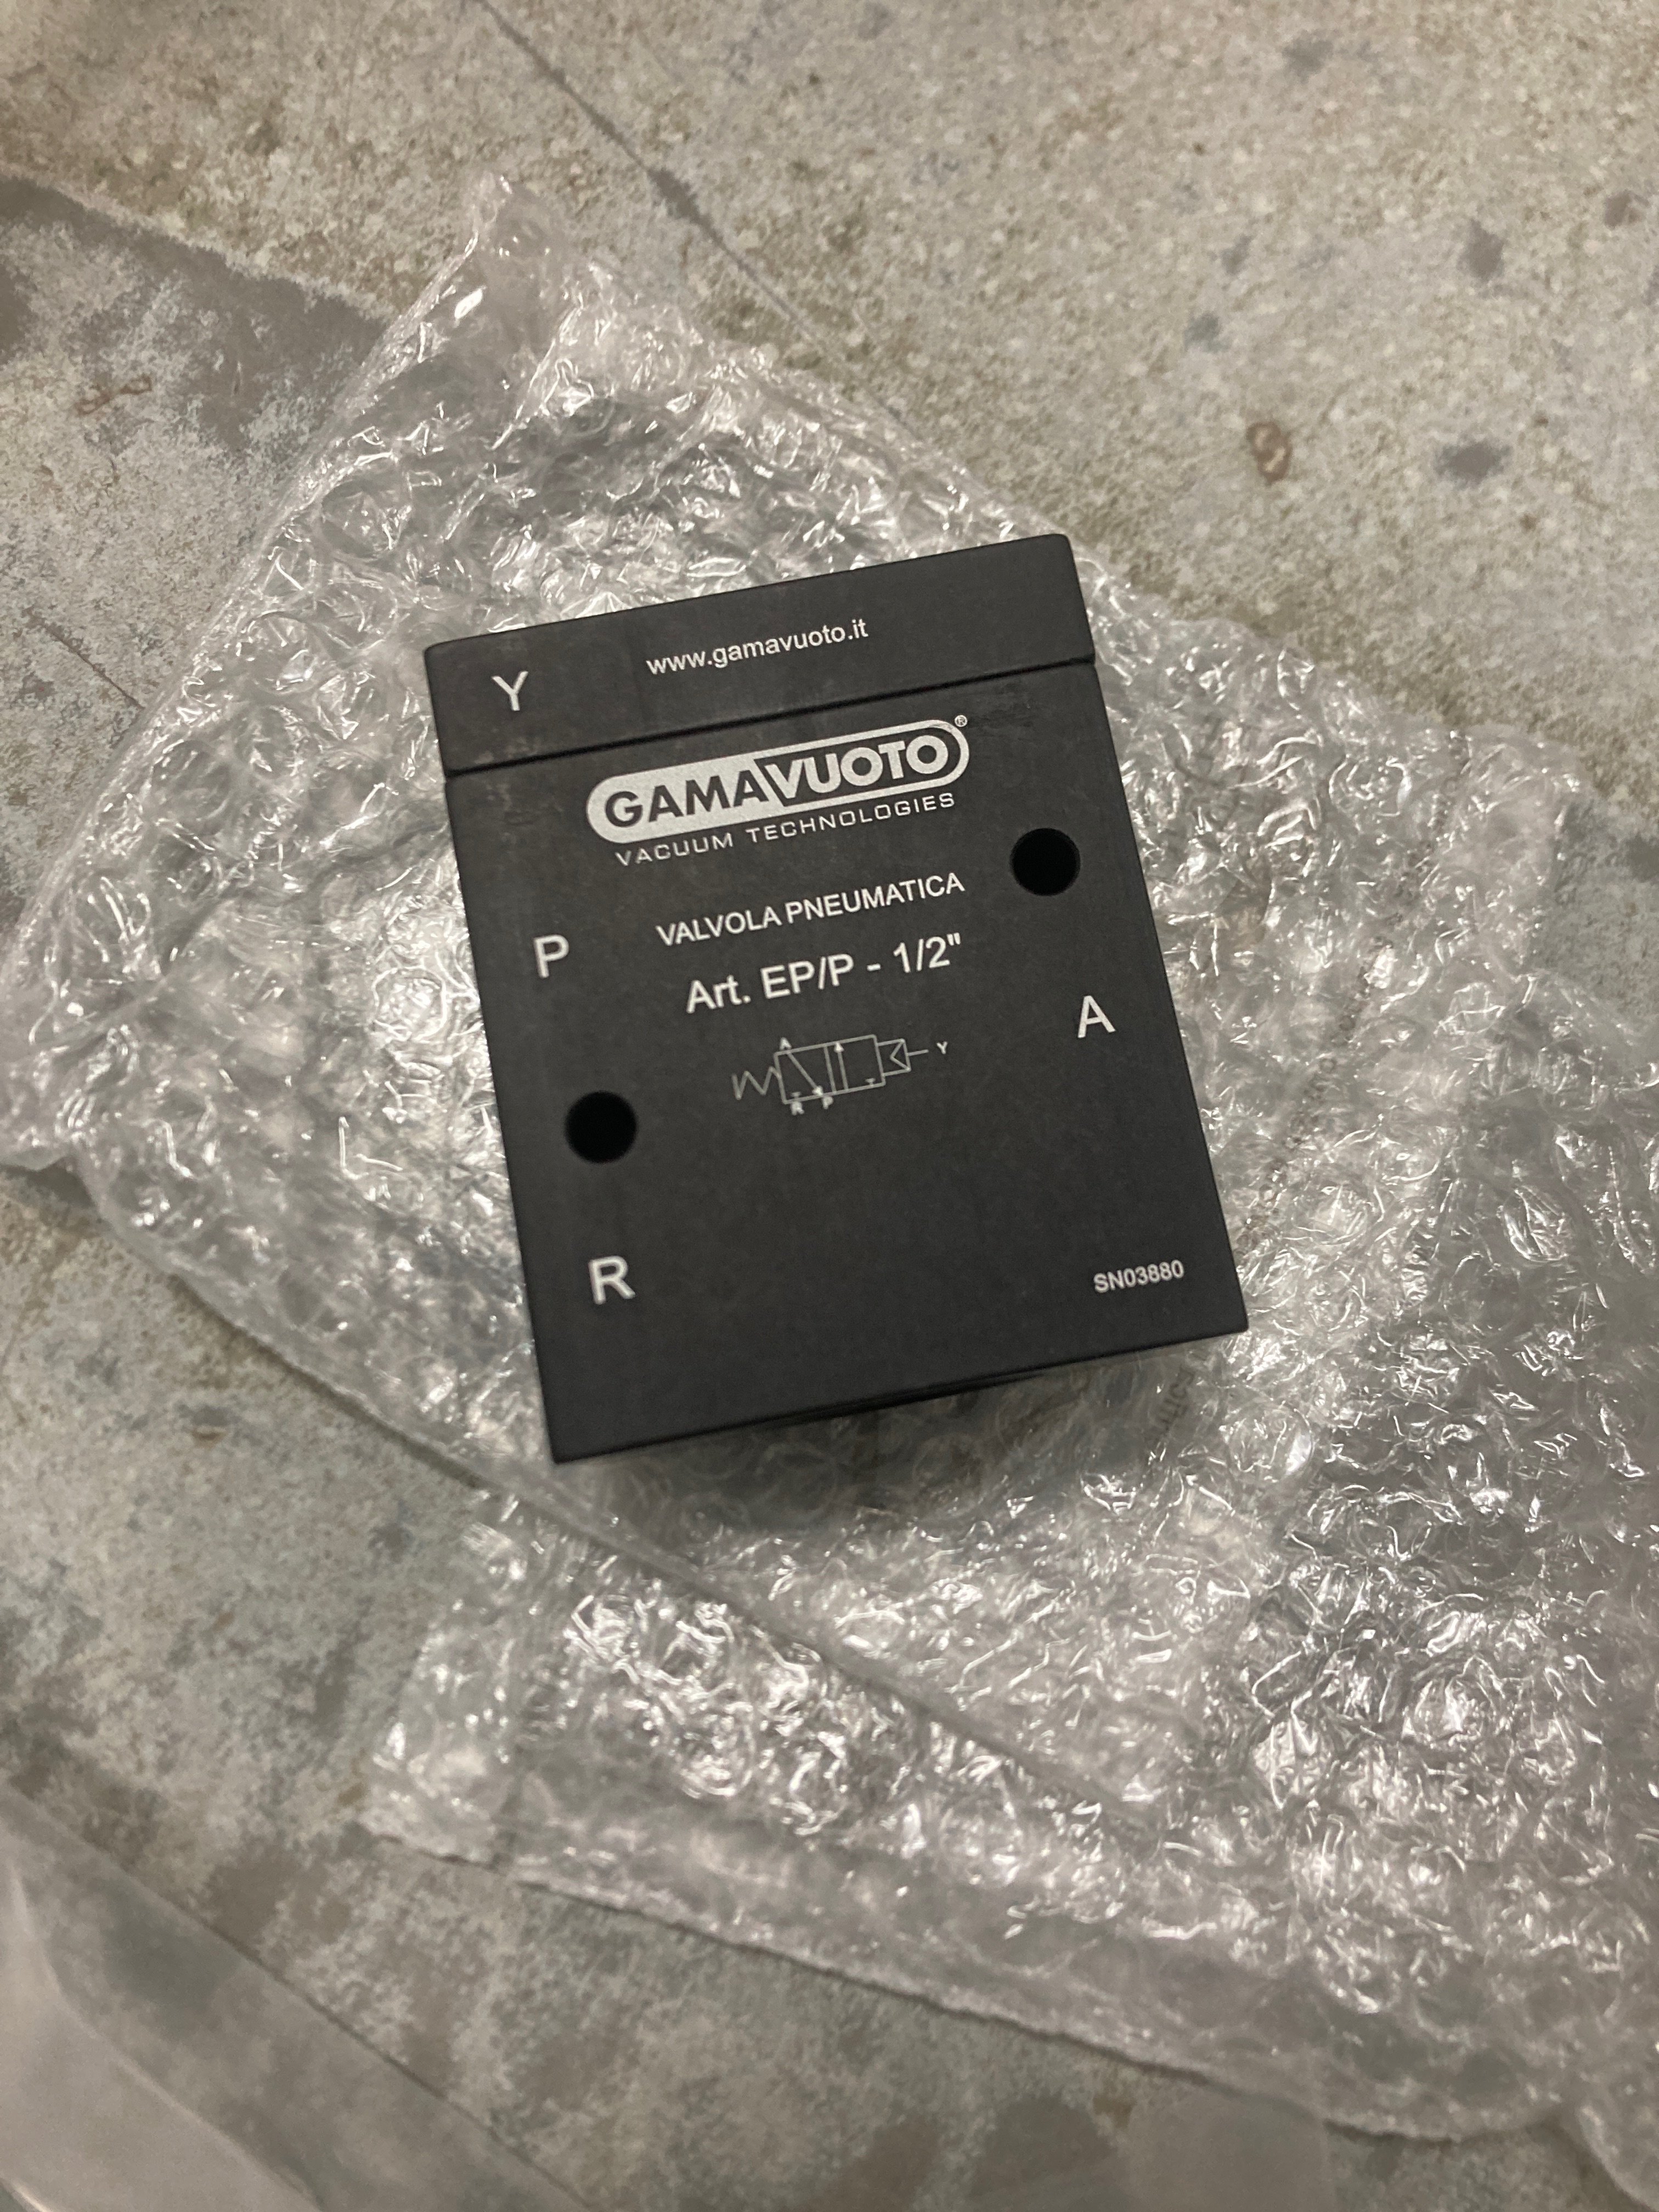 www.gamavuoto.it
Y
GAMAVUOTO®
VACUUM TECHNOLOGIES
VALVOLA PNEUMATICA
P
Art. EP/P - 1/2"
A
A
Y
R P
R
SN03880